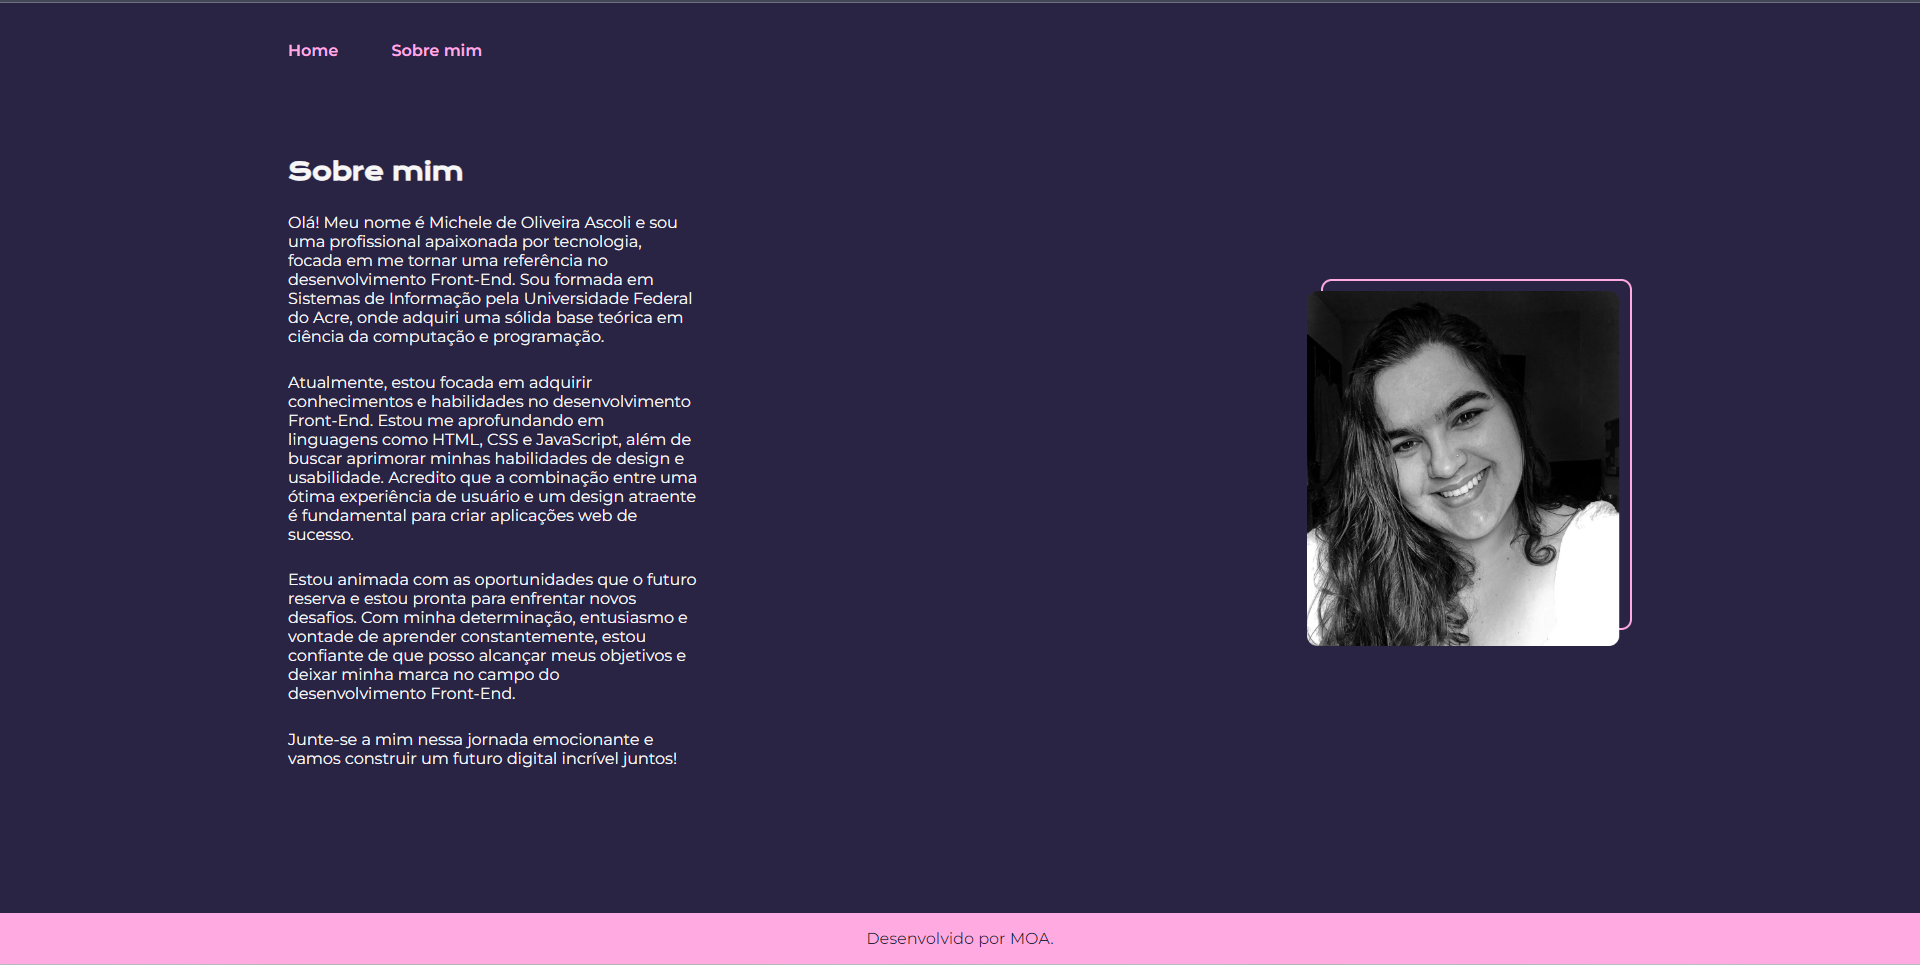 Home
Sobre mim
Sobre mim
Olá! Meu nome é Michele de Oliveira Ascoli e sou
uma profissional apaixonada por tecnologia,
focada em me tornar uma referência no
desenvolvimento Front-End. Sou formada em
Sistemas de Informação pela Universidade Federal
do Acre, onde adquiri uma sólida base teórica em
ciência da computação e programação.
Atualmente, estou focada em adquirir
conhecimentos e habilidades no desenvolvimento
Front-End. Estou me aprofundando em
linguagens como HTML, CSS e JavaScript, além de
buscar aprimorar minhas habilidades de design e
usabilidade. Acredito que a combinação entre uma
ótima experiência de usuário e um design atraente
é fundamental para criar aplicações web de
sucesso.
Estou animada com as oportunidades que o futuro
reserva e estou pronta para enfrentar novos
desafios. Com minha determinação, entusiasmo e
vontade de aprender constantemente, estou
confiante de que posso alcançar meus objetivos e
deixar minha marca no campo do
desenvolvimento Front-End.
Junte-se a mim nessa jornada emocionante e
vamos construir um futuro digital incrível juntos!
Desenvolvido por MOA.